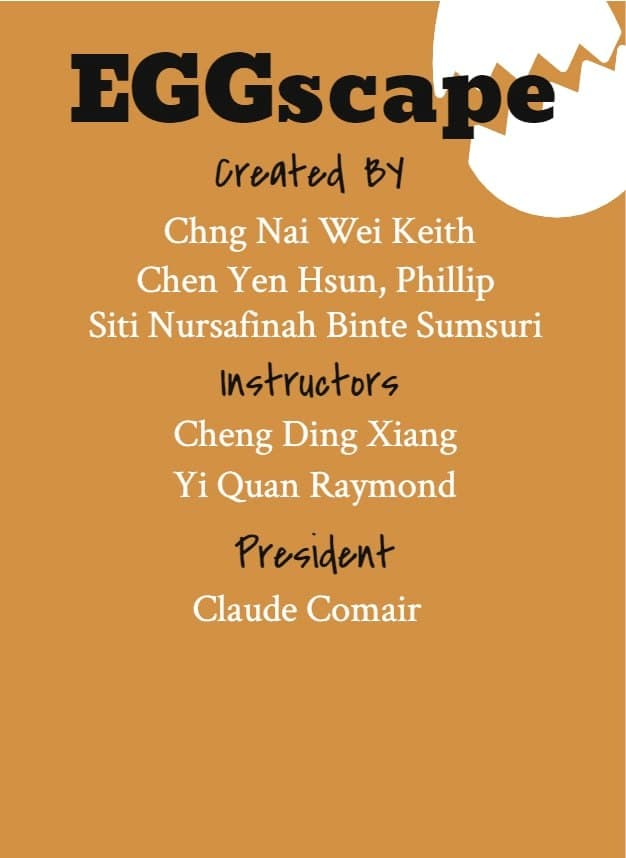 EGGscape
Created By
Chng Nai Wei Keith
Chen Yen Hsun, Phillip
Siti Nursafinah Binte Sumsuri
Instructors
Cheng Ding Xiang
Yi Quan Raymond
President
Claude Comair